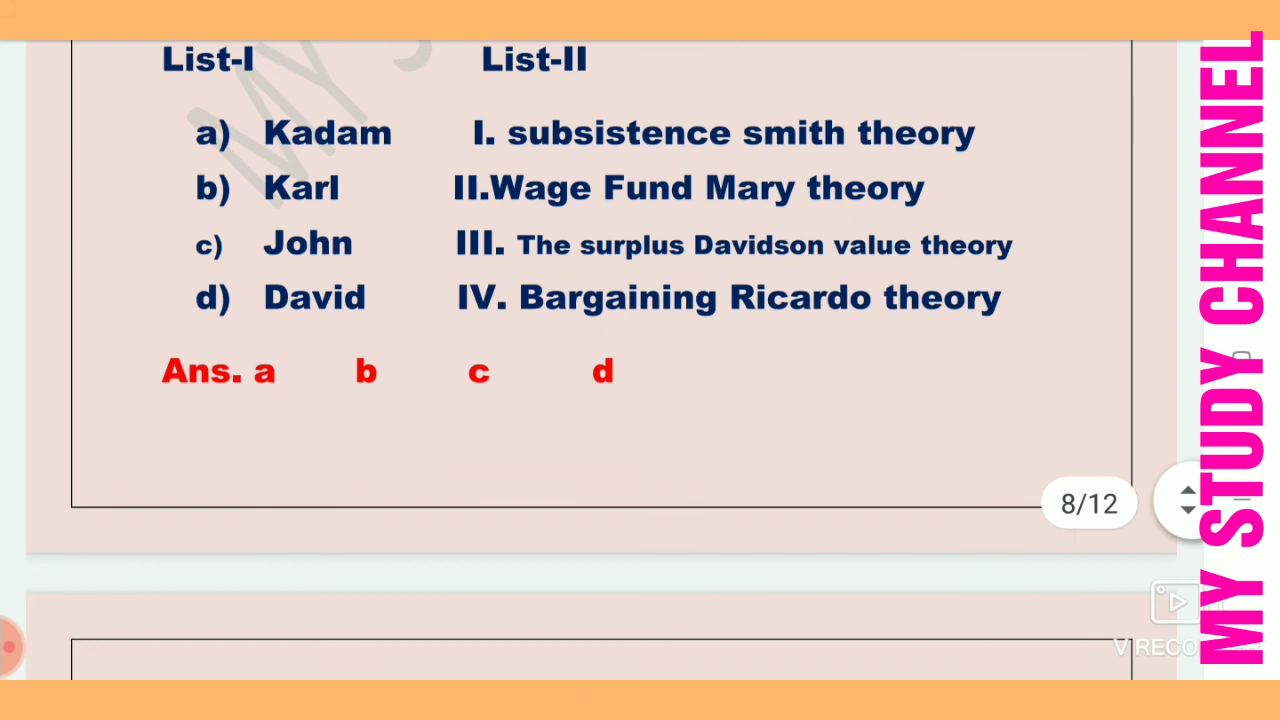 List-I List-II
a) Kadam I. subsistence smith theory
b) Karl II.Wage Fund Mary theory
c) John III. The surplus Davidson value theory
d) David IV. Bargaining Ricardo theory
Ans. a b c d
8/12
MY STUDY CHANNEL